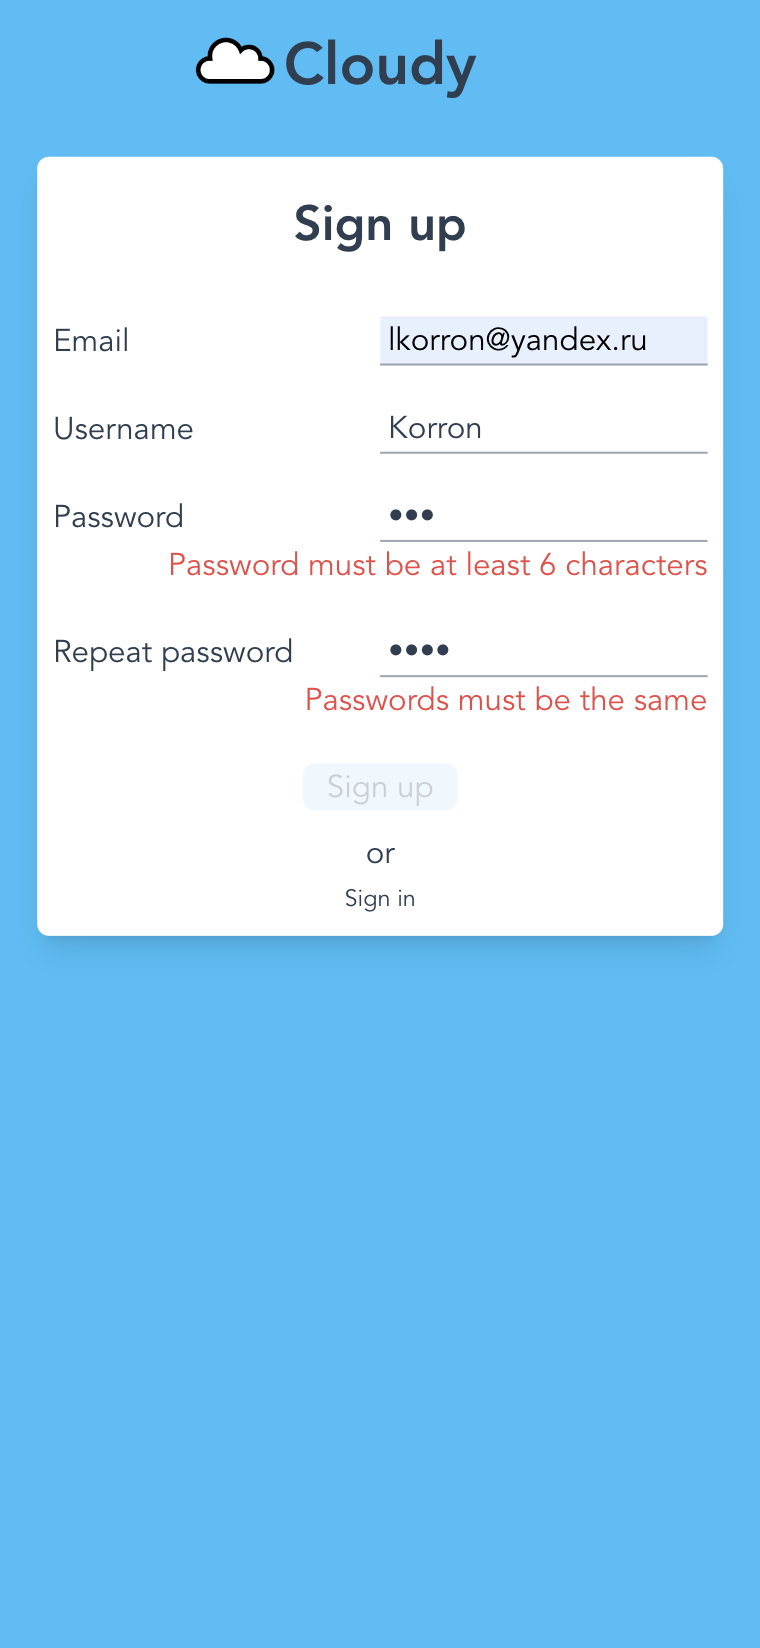 Cloudy
Sign up
Email lkorron@yandex.ru
Username Korron
Password •••
Password must be at least 6 characters
Repeat password ••••
Passwords must be the same
Sign up
or
Sign in